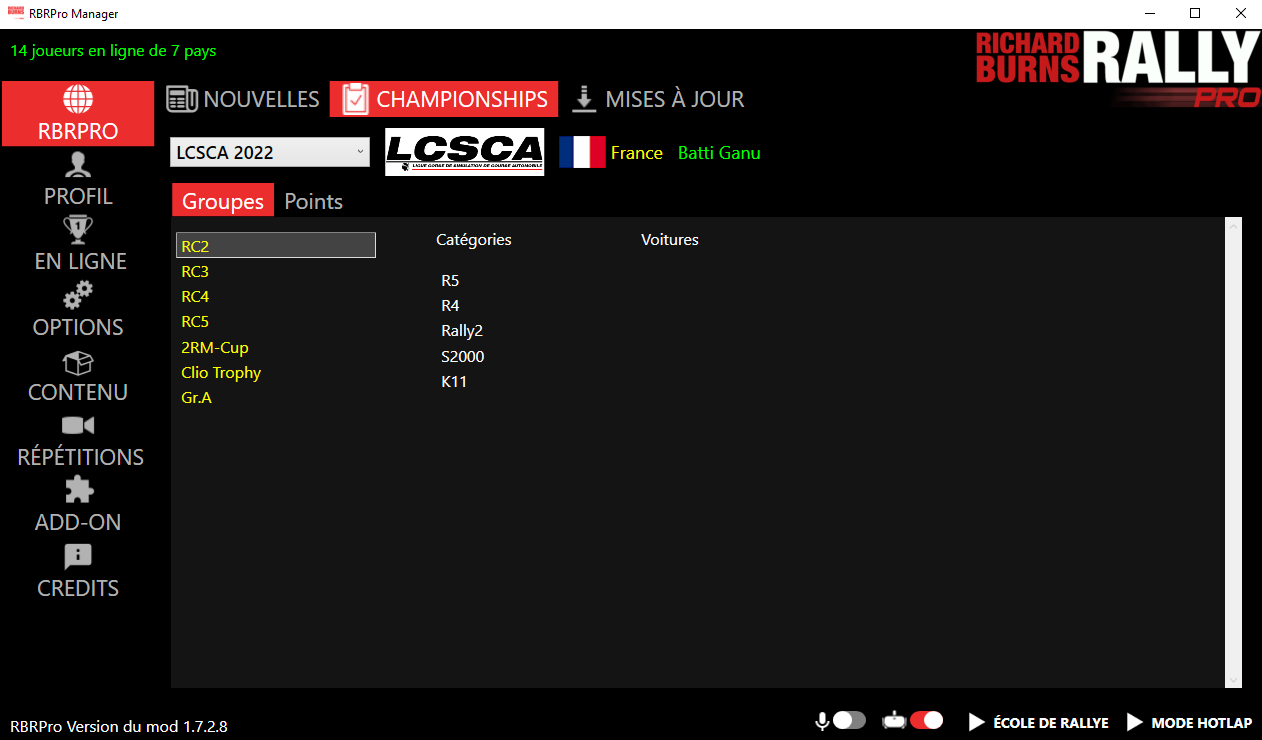 RBRPro Manager
14 joueurs en ligne de 7 pays
RICHARD BURNS RALLY PRO
RBRPRO
PROFIL
EN LIGNE
OPTIONS
CONTENU
RÉPÉTITIONS
ADD-ON
CREDITS
NOUVELLES CHAMPIONSHIPS MISES À JOUR
LCSCA 2022
LCSCA
LIGUE CORSE DE SIMULATION DE COURSE AUTOMOBILE
France Batti Ganu
Groupes Points
RC2
RC3
RC4
RC5
2RM-Cup
Clio Trophy
Gr.A
Catégories
R5
R4
Rally2
S2000
K11
Voitures
RBRPro Version du mod 1.7.2.8
ÉCOLE DE RALLYE MODE HOTLAP